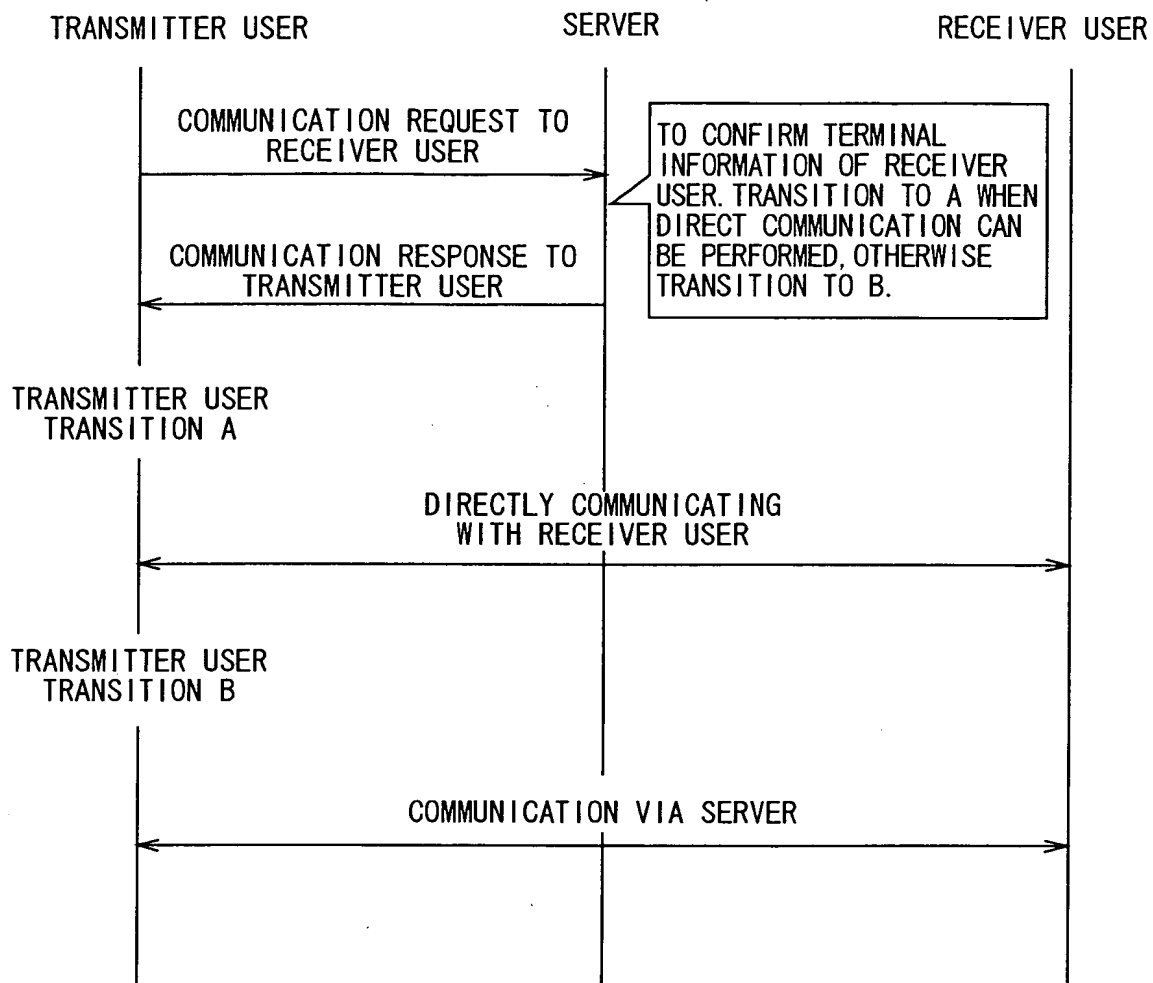 TRANSMITTER USER
SERVER
RECEIVER USER
COMMUNICATION REQUEST TO
RECEIVER USER
TO CONFIRM TERMINAL
INFORMATION OF RECEIVER
USER. TRANSITION TO A WHEN
DIRECT COMMUNICATION CAN
BE PERFORMED, OTHERWISE
TRANSITION TO B.
COMMUNICATION RESPONSE TO
TRANSMITTER USER
TRANSMITTER USER
TRANSITION A
DIRECTLY COMMUNICATING
WITH RECEIVER USER
TRANSMITTER USER
TRANSITION B
COMMUNICATION VIA SERVER